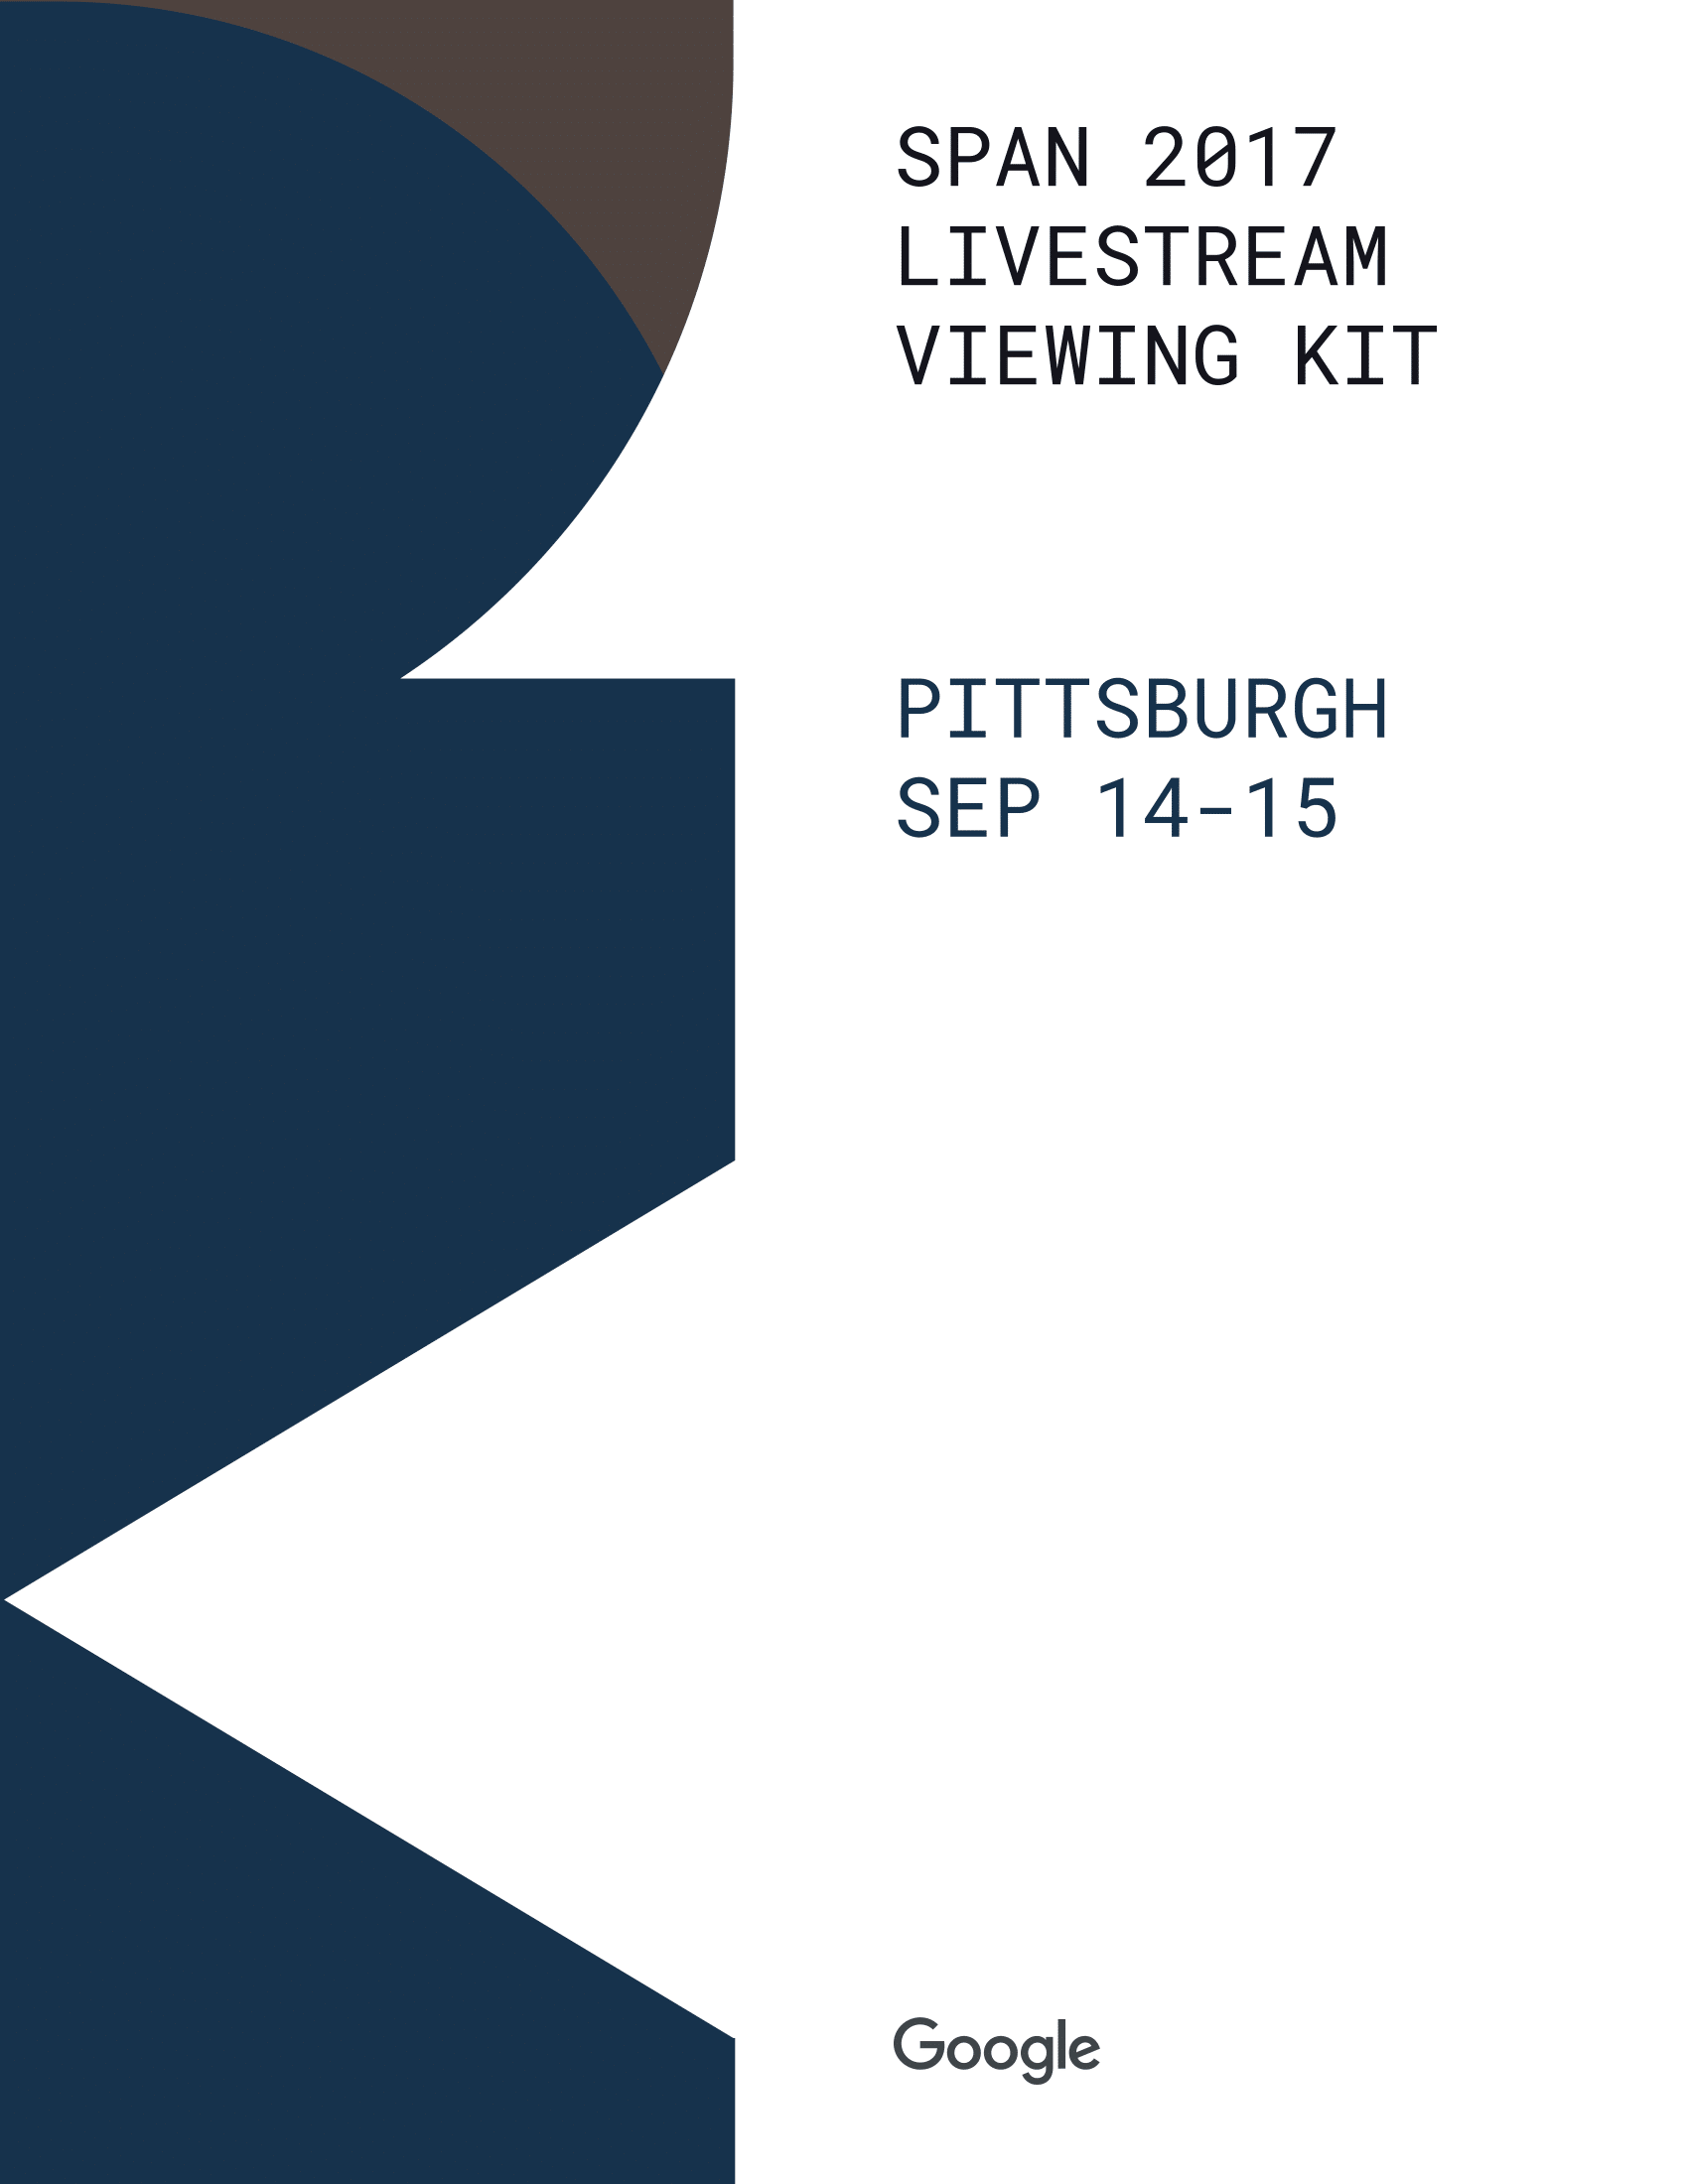 SPAN 2017
LIVESTREAM
VIEWING KIT
PITTSBURGH
SEP 14–15
Google